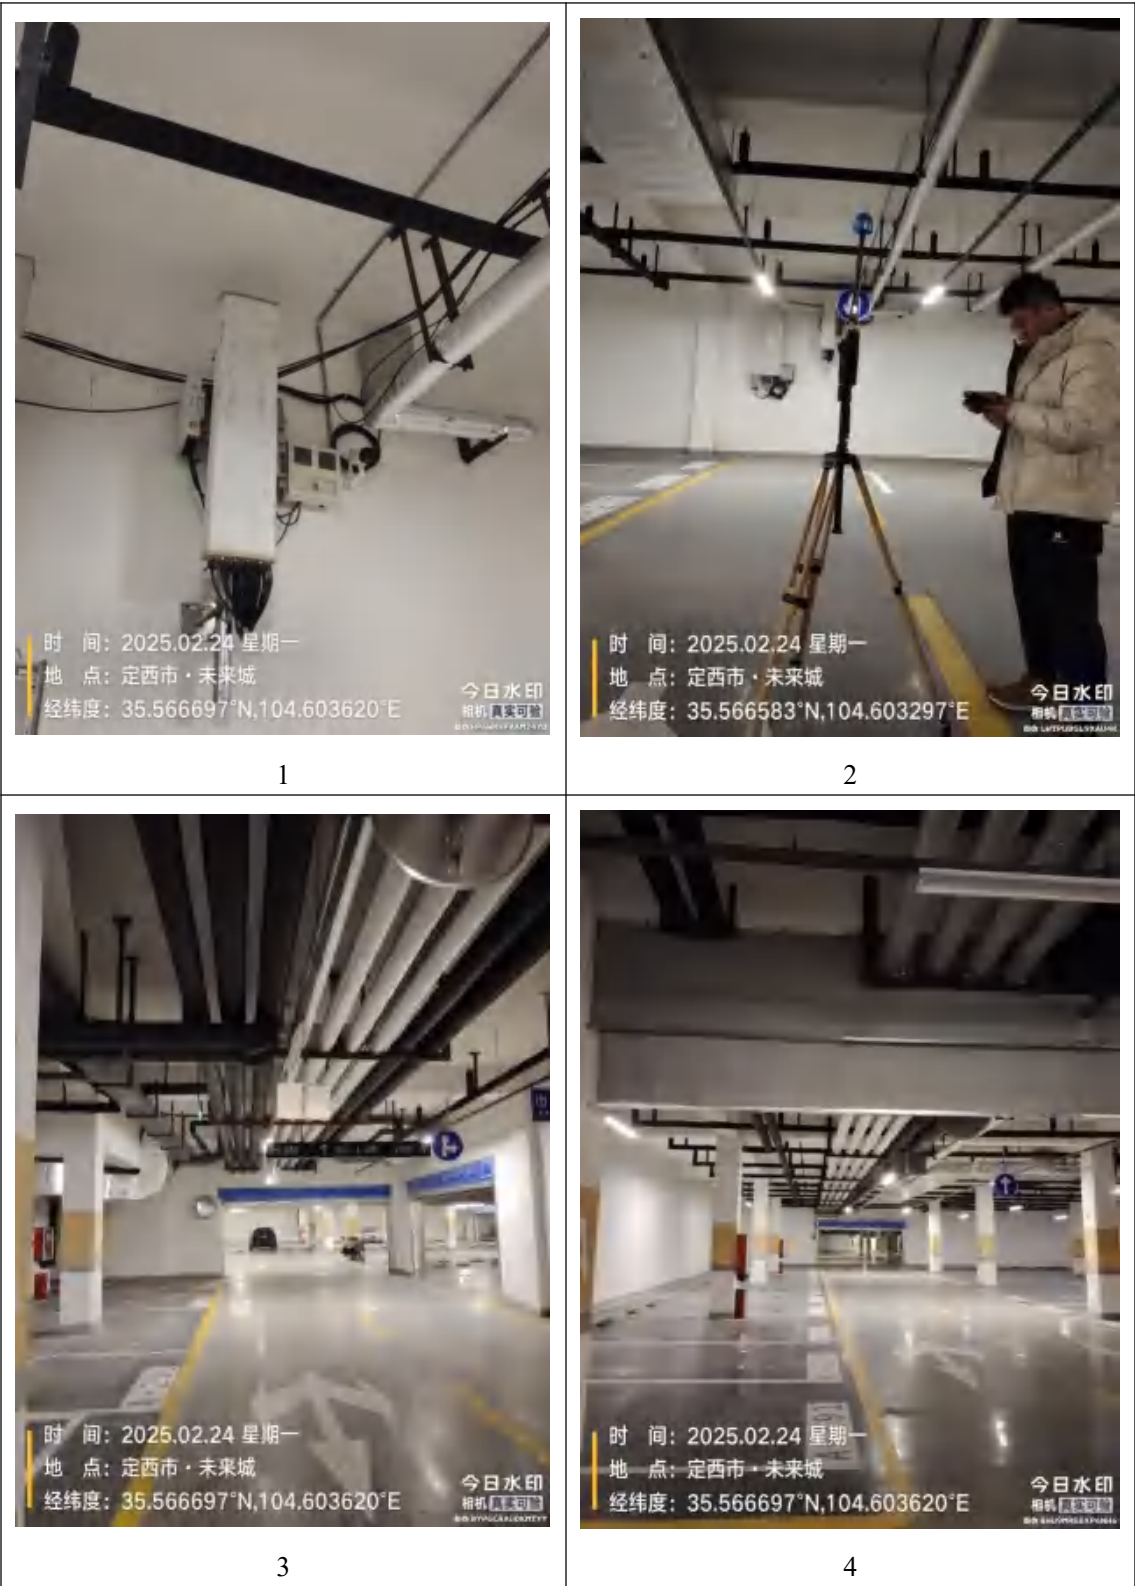 时 间：2025.02.24 星期一
地 点：定西市·未来城
经纬度：35.566697°N,104.603620°E
今日水印
相机 真实可验
1
时 间：2025.02.24 星期一
地 点：定西市·未来城
经纬度：35.566583°N,104.603297°E
今日水印
相机 真实可验
2
时 间：2025.02.24 星期一
地 点：定西市·未来城
经纬度：35.566697°N,104.603620°E
今日水印
相机 真实可验
3
时 间：2025.02.24 星期一
地 点：定西市·未来城
经纬度：35.566697°N,104.603620°E
今日水印
相机 真实可验
4